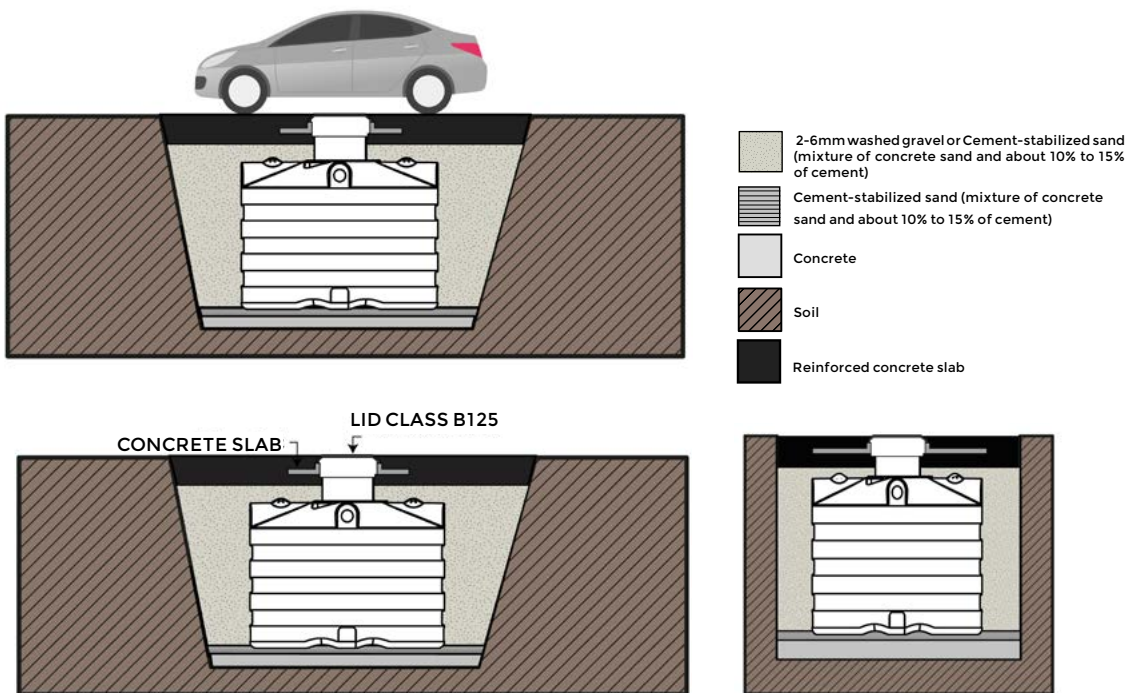 2-6mm washed gravel or Cement-stabilized sand
(mixture of concrete sand and about 10% to 15%
of cement)
Cement-stabilized sand (mixture of concrete
sand and about 10% to 15% of cement)
Concrete
Soil
Reinforced concrete slab
LID CLASS B125
CONCRETE SLAB